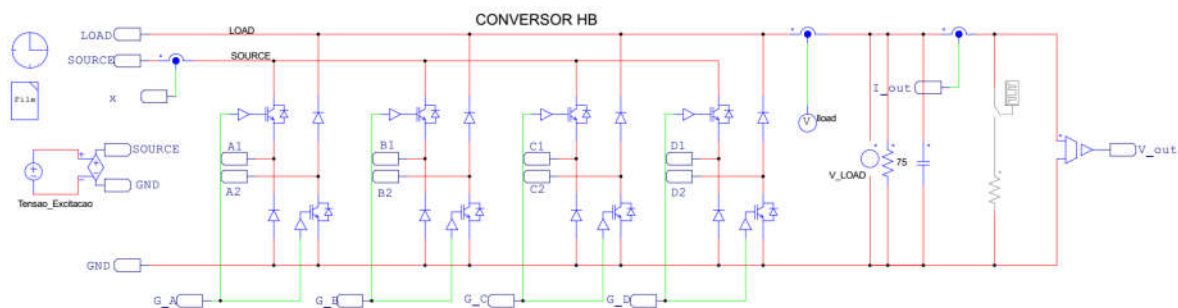 CONVERSOR HB
LOAD
LOAD
SOURCE
SOURCE
x
File
I_out
V
Iload
SOURCE
A1
B1
C1
D1
V_out
A2
B2
C2
D2
V_LOAD
75
GND
Tensao_Excitacao
GND
G_A
G_B
G_C
G_D